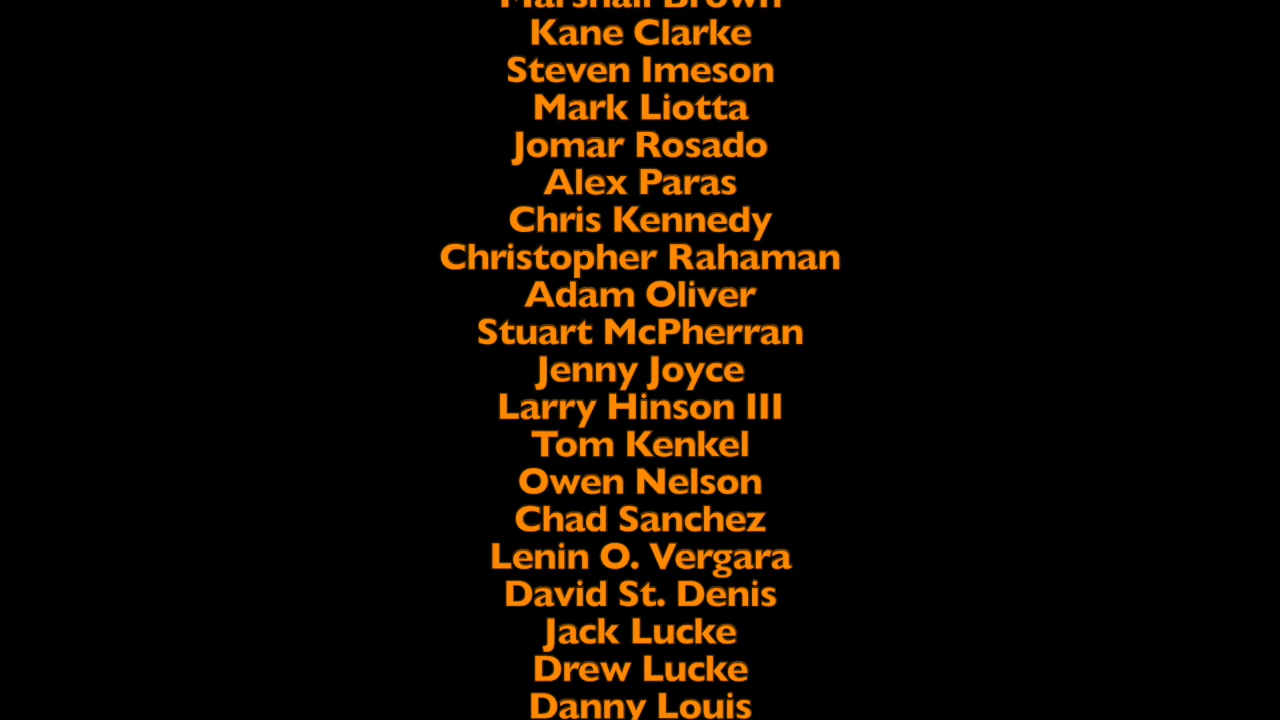 Marshall Brown
Kane Clarke
Steven Imeson
Mark Liotta
Jomar Rosado
Alex Paras
Chris Kennedy
Christopher Rahaman
Adam Oliver
Stuart McPherran
Jenny Joyce
Larry Hinson III
Tom Kenkel
Owen Nelson
Chad Sanchez
Lenin O. Vergara
David St. Denis
Jack Lucke
Drew Lucke
Danny Louis